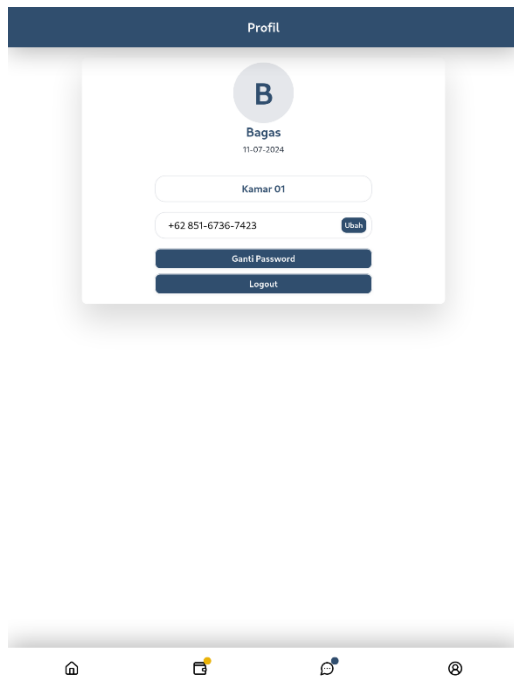 Profil
B
Bagas
11-07-2024
Kamar 01
+62 851-6736-7423 Ubah
Ganti Password
Logout